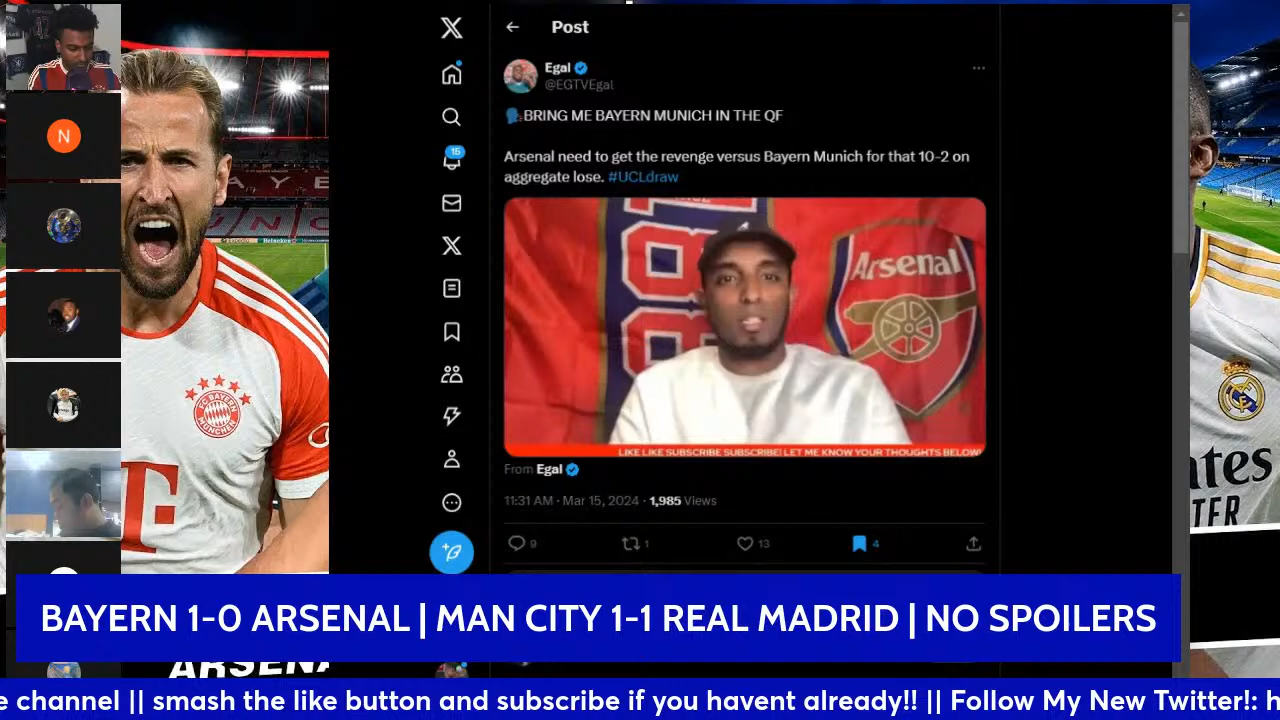 Post
Egal
@EGTVEgal
BRING ME BAYERN MUNICH IN THE QF
Arsenal need to get the revenge versus Bayern Munich for that 10-2 on
aggregate lose. #UCLdraw
15
N
Arsenal
FC BAYERN
MÜNCHEN
T
LIKE LIKE SUBSCRIBE SUBSCRIBE! LET ME KNOW YOUR THOUGHTS BELOW!
From Egal
11:31 AM · Mar 15, 2024 · 1,985 Views
9
1
13
4
BAYERN 1-0 ARSENAL | MAN CITY 1-1 REAL MADRID | NO SPOILERS
ARSENA
e channel || smash the like button and subscribe if you havent already!! || Follow My New Twitter!: h